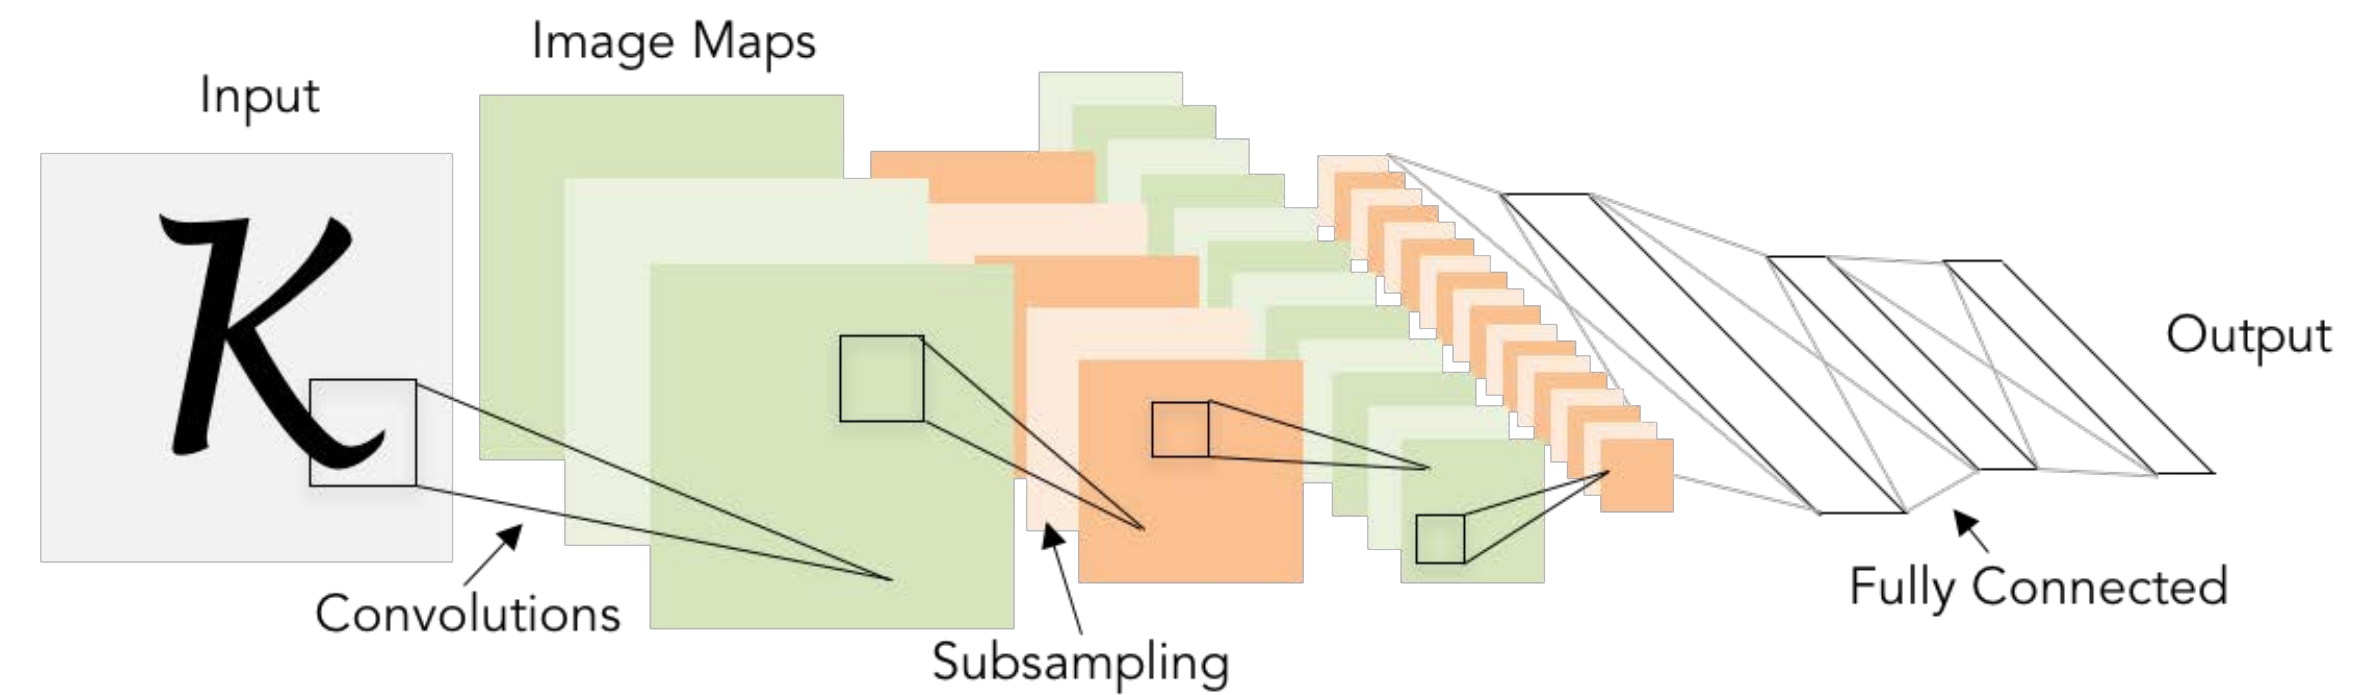 Image Maps
Input
K
Output
Convolutions
Fully Connected
Subsampling